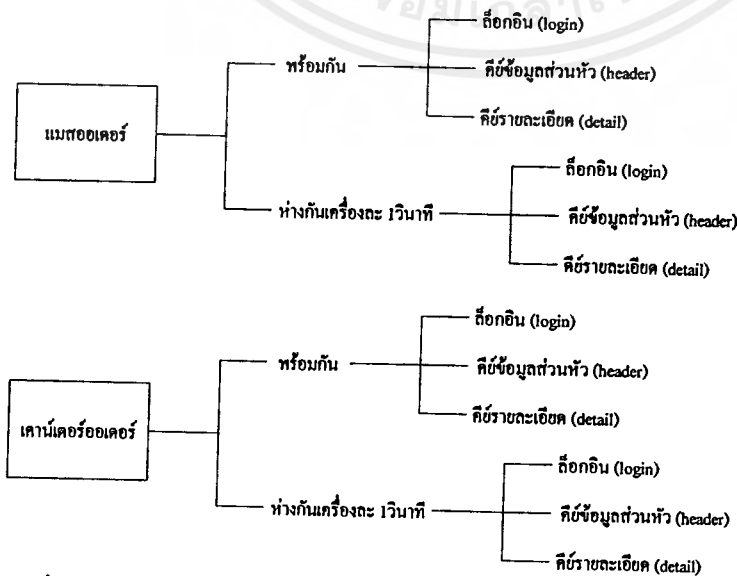 ล็อกอิน (login)
พร้อมกัน
คีย์ข้อมูลส่วนหัว (header)
คีย์รายละเอียด (detail)
แมสออเดอร์
ล็อกอิน (login)
ห่างกันเครื่องละ 1วินาที
คีย์ข้อมูลส่วนหัว (header)
คีย์รายละเอียด (detail)
ล็อกอิน (login)
พร้อมกัน
คีย์ข้อมูลส่วนหัว (header)
คีย์รายละเอียด (detail)
เคาน์เตอร์ออเดอร์
ล็อกอิน (login)
ห่างกันเครื่องละ 1วินาที
คีย์ข้อมูลส่วนหัว (header)
คีย์รายละเอียด (detail)